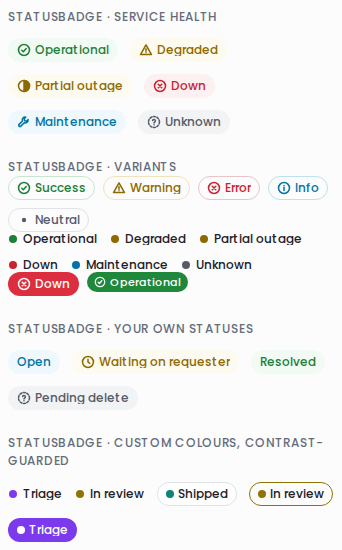 STATUSBADGE · SERVICE HEALTH
Operational Degraded
Partial outage Down
Maintenance Unknown
STATUSBADGE · VARIANTS
Success Warning Error Info
Neutral
Operational Degraded Partial outage
Down Maintenance Unknown
Down Operational
STATUSBADGE · YOUR OWN STATUSES
Open Waiting on requester Resolved
Pending delete
STATUSBADGE · CUSTOM COLOURS, CONTRAST-
GUARDED
Triage In review Shipped In review
Triage